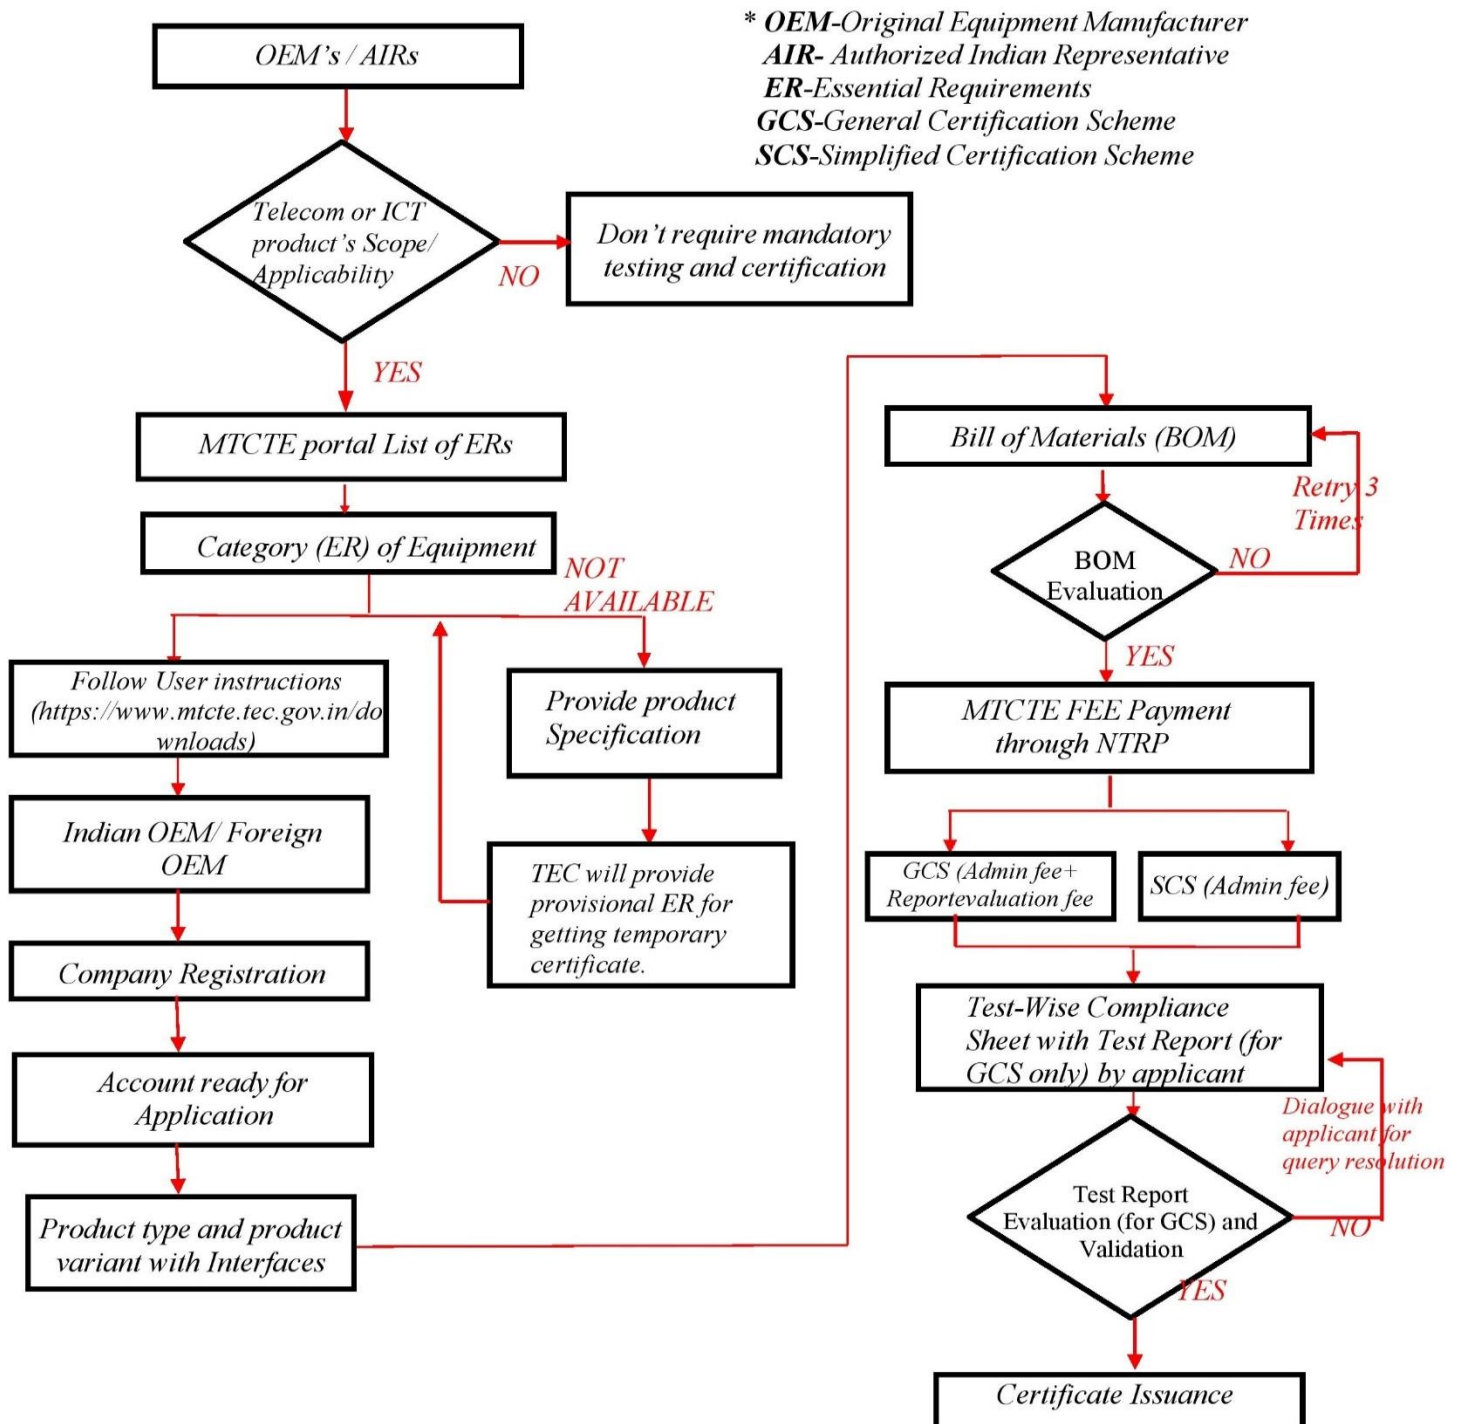 * OEM-Original Equipment Manufacturer
AIR- Authorized Indian Representative
ER-Essential Requirements
GCS-General Certification Scheme
SCS-Simplified Certification Scheme
OEM’s / AIRs
Telecom or ICT
product’s Scope/
Applicability
NO
Don’t require mandatory
testing and certification
YES
MTCTE portal List of ERs
Category (ER) of Equipment
NOT
AVAILABLE
Follow User instructions
(https://www.mtcte.tec.gov.in/do
wnloads)
Provide product
Specification
Indian OEM/ Foreign
OEM
TEC will provide
provisional ER for
getting temporary
certificate.
Company Registration
Account ready for
Application
Product type and product
variant with Interfaces
Bill of Materials (BOM)
Retry 3
Times
BOM
Evaluation
NO
YES
MTCTE FEE Payment
through NTRP
GCS (Admin fee+
Reportevaluation fee
SCS (Admin fee)
Test-Wise Compliance
Sheet with Test Report (for
GCS only) by applicant
Dialogue with
applicant for
query resolution
Test Report
Evaluation (for GCS) and
Validation
NO
YES
Certificate Issuance